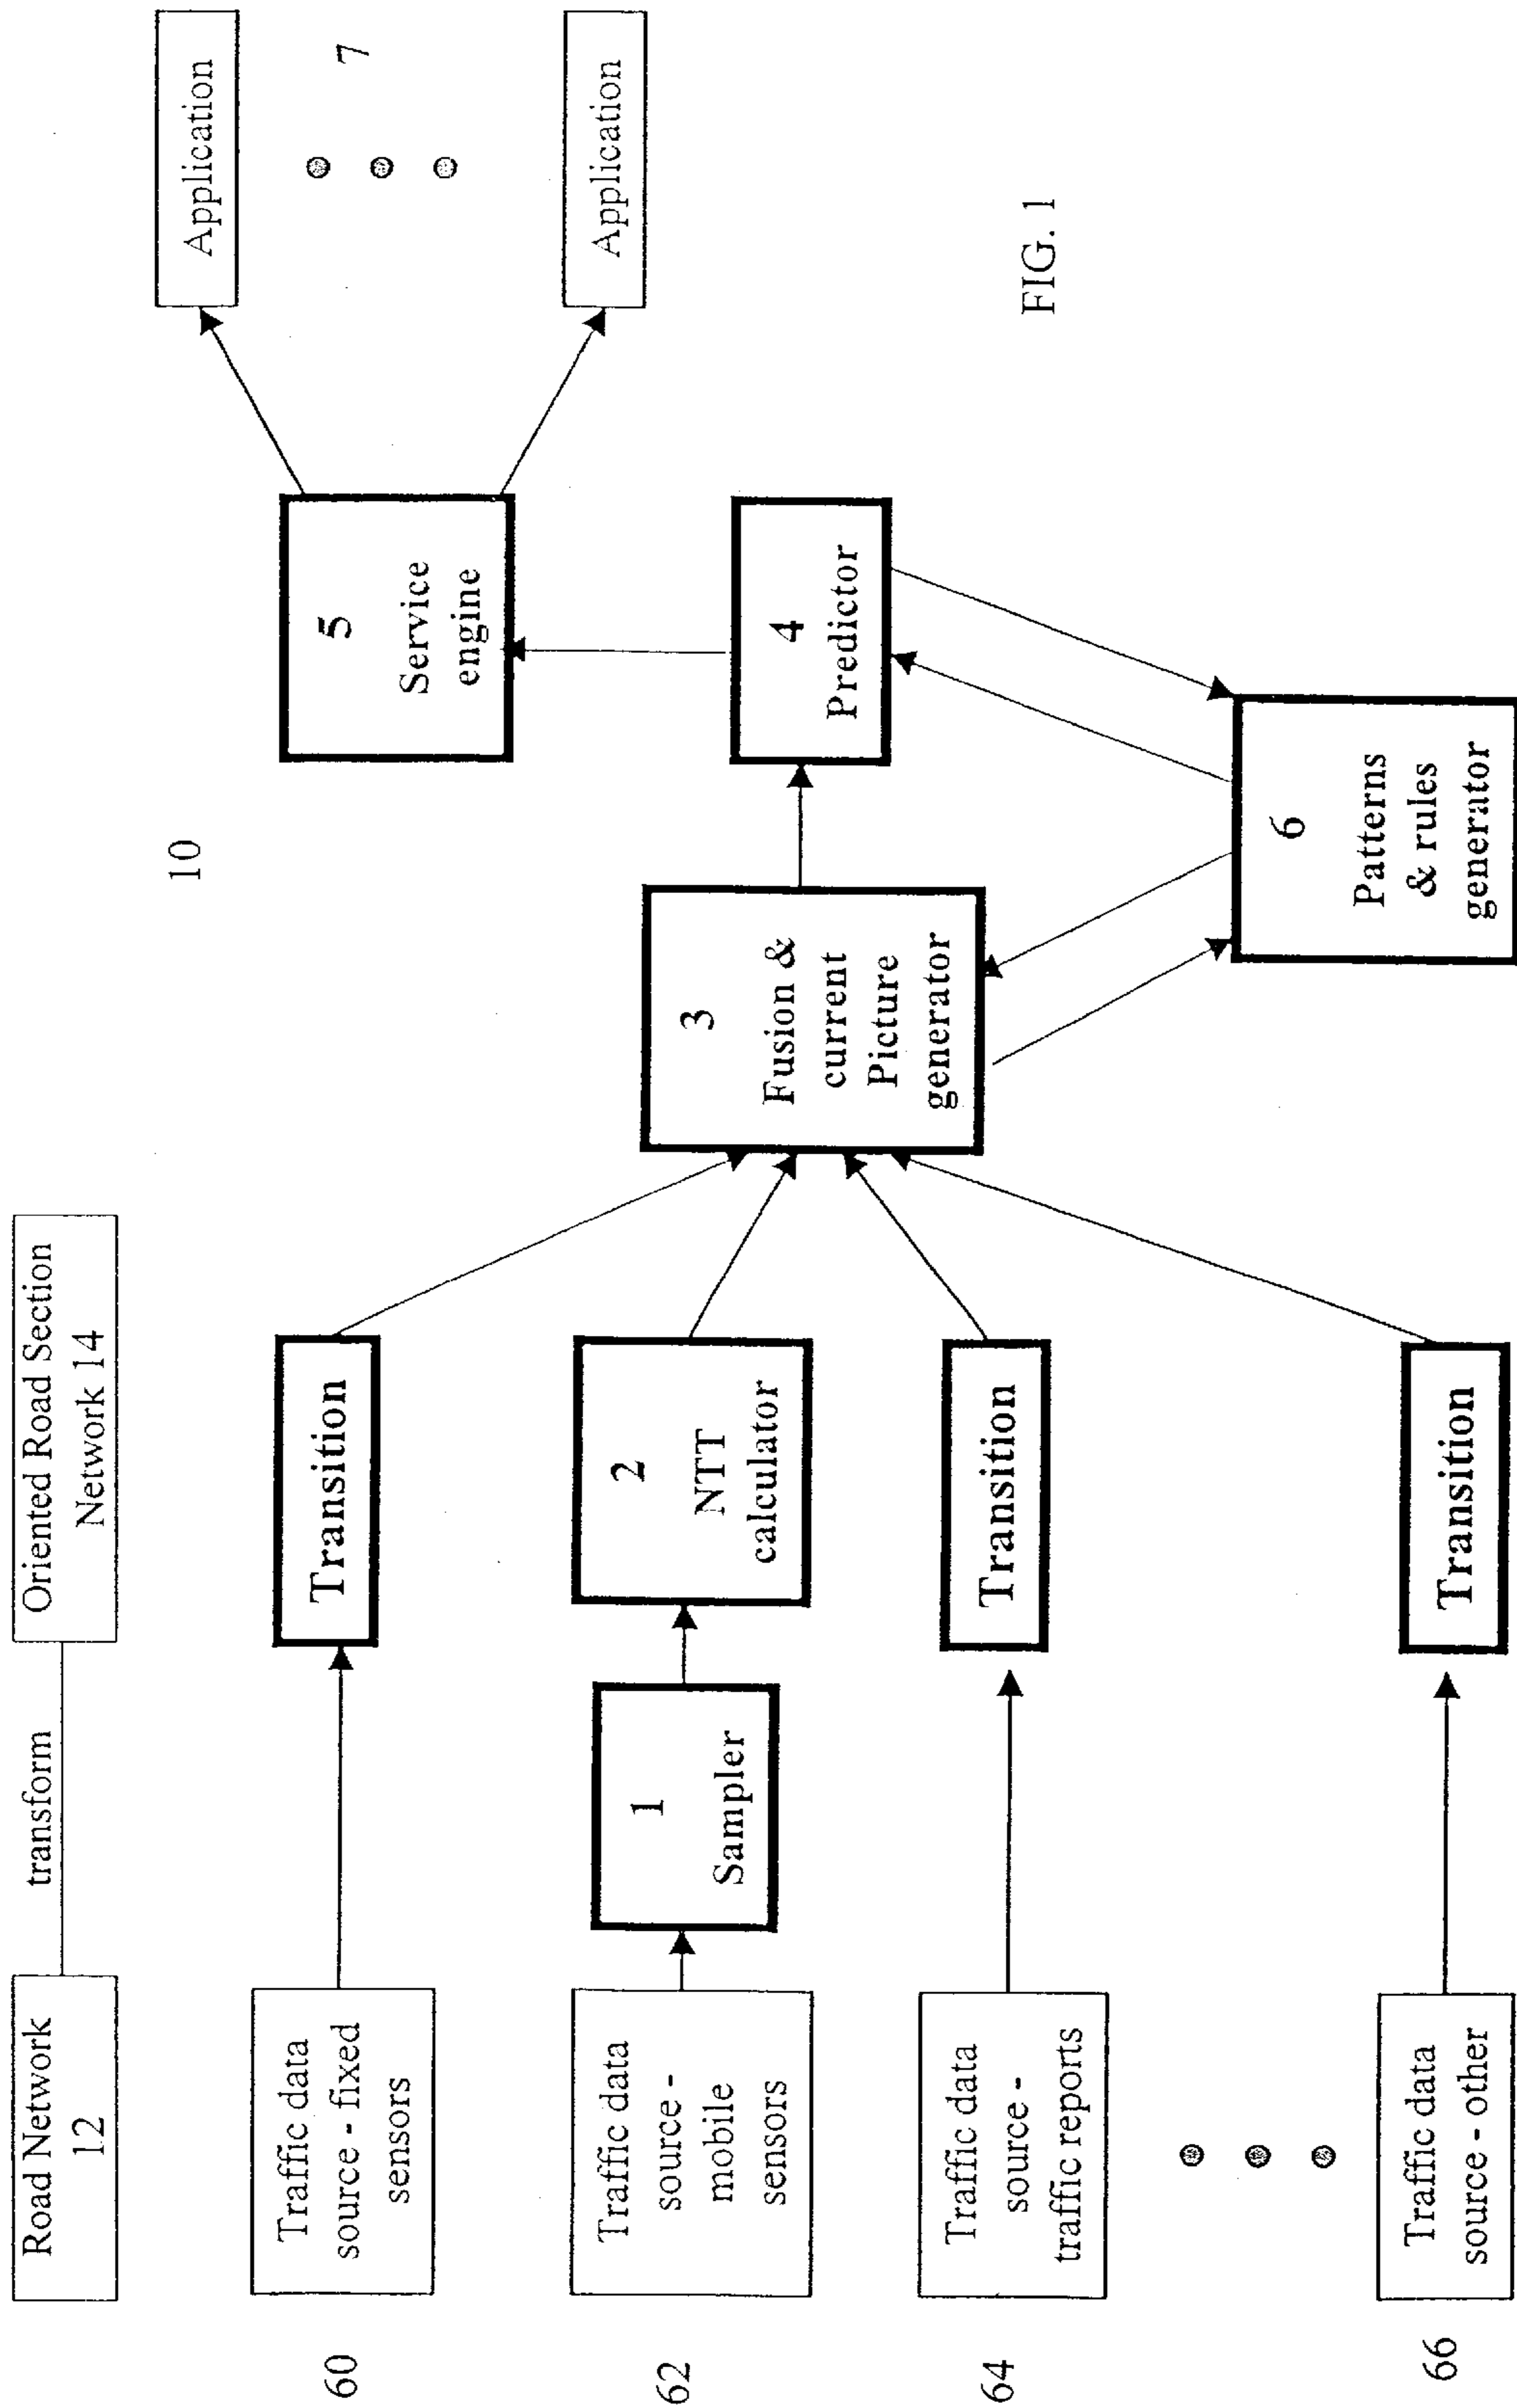 Road Network
12
transform
Oriented Road Section
Network 14
10
60
Traffic data
source - fixed
sensors
Transition
62
Traffic data
source -
mobile
sensors
1
Sampler
2
NTT
calculator
64
Traffic data
source -
traffic reports
Transition
66
Traffic data
source - other
Transition
3
Fusion &
current
Picture
generator
4
Predictor
5
Service
engine
6
Patterns
& rules
generator
Application
7
Application
FIG. 1